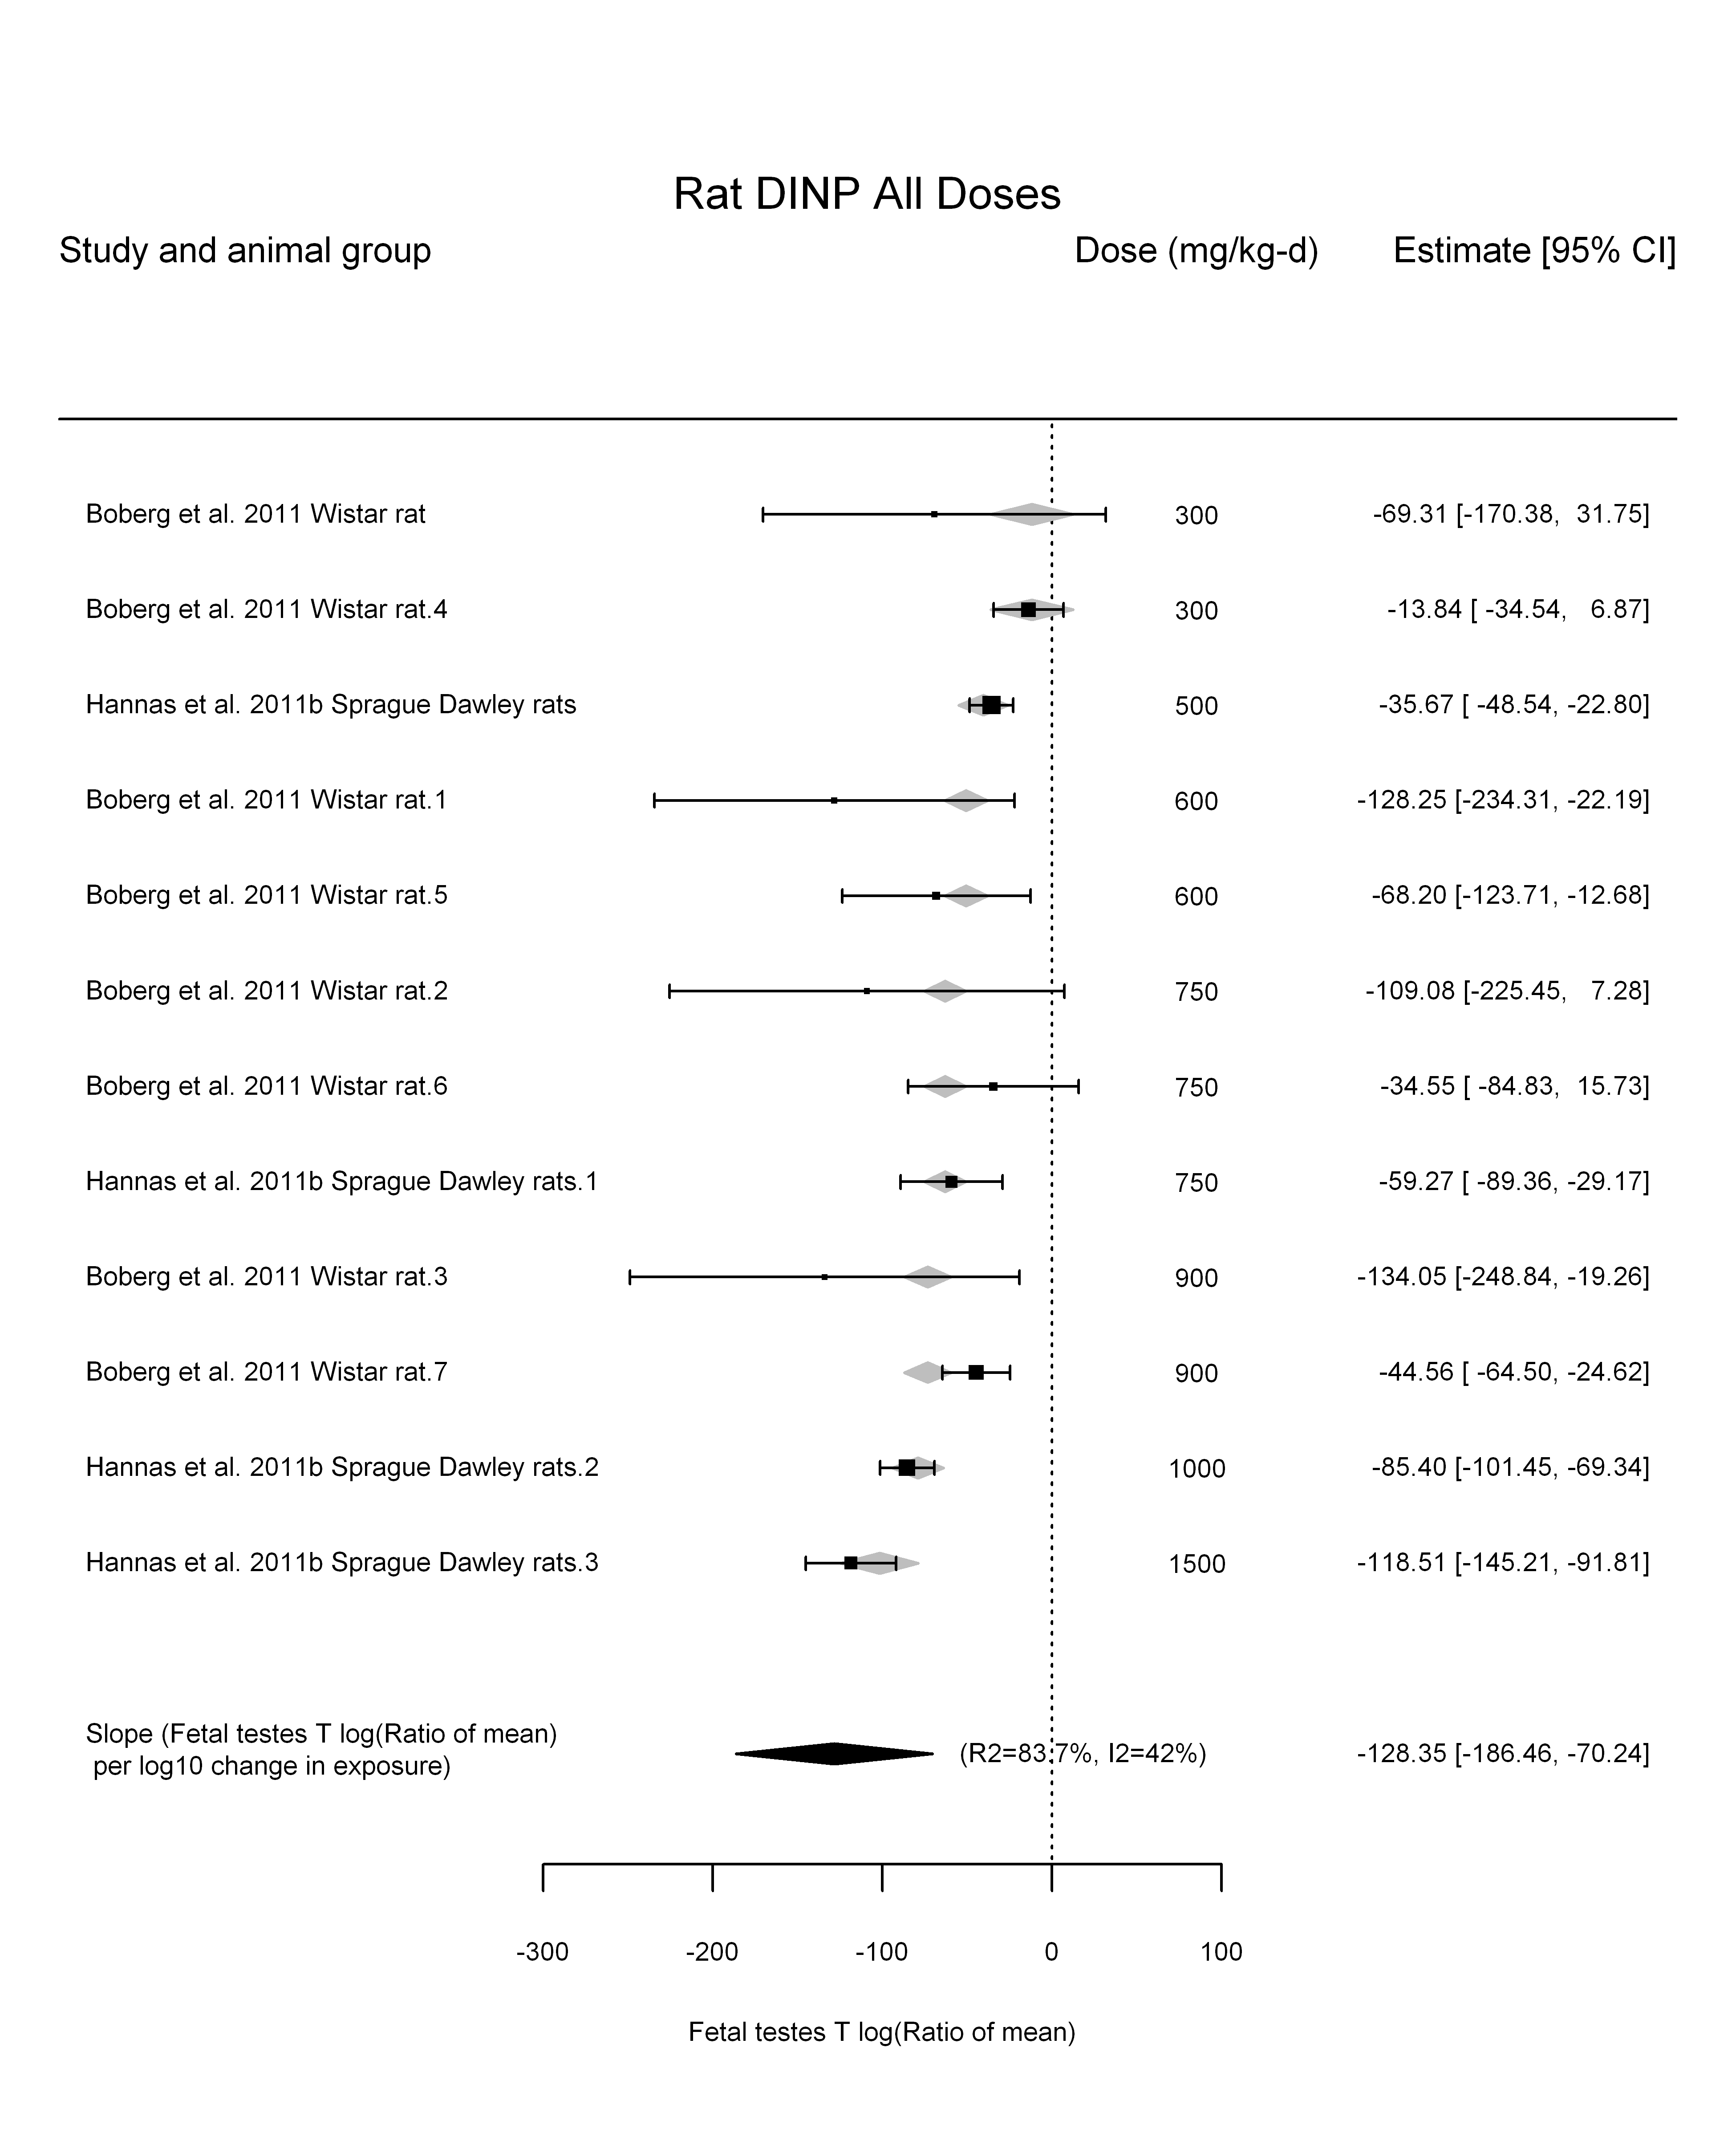 Rat DINP All Doses
Study and animal group Dose (mg/kg-d) Estimate [95% CI]
Boberg et al. 2011 Wistar rat 300 -69.31 [-170.38, 31.75]
Boberg et al. 2011 Wistar rat.4 300 -13.84 [ -34.54, 6.87]
Hannas et al. 2011b Sprague Dawley rats 500 -35.67 [ -48.54, -22.80]
Boberg et al. 2011 Wistar rat.1 600 -128.25 [-234.31, -22.19]
Boberg et al. 2011 Wistar rat.5 600 -68.20 [-123.71, -12.68]
Boberg et al. 2011 Wistar rat.2 750 -109.08 [-225.45, 7.28]
Boberg et al. 2011 Wistar rat.6 750 -34.55 [ -84.83, 15.73]
Hannas et al. 2011b Sprague Dawley rats.1 750 -59.27 [ -89.36, -29.17]
Boberg et al. 2011 Wistar rat.3 900 -134.05 [-248.84, -19.26]
Boberg et al. 2011 Wistar rat.7 900 -44.56 [ -64.50, -24.62]
Hannas et al. 2011b Sprague Dawley rats.2 1000 -85.40 [-101.45, -69.34]
Hannas et al. 2011b Sprague Dawley rats.3 1500 -118.51 [-145.21, -91.81]
Slope (Fetal testes T log(Ratio of mean)
per log10 change in exposure) (R2=83.7%, I2=42%) -128.35 [-186.46, -70.24]
-300 -200 -100 0 100
Fetal testes T log(Ratio of mean)